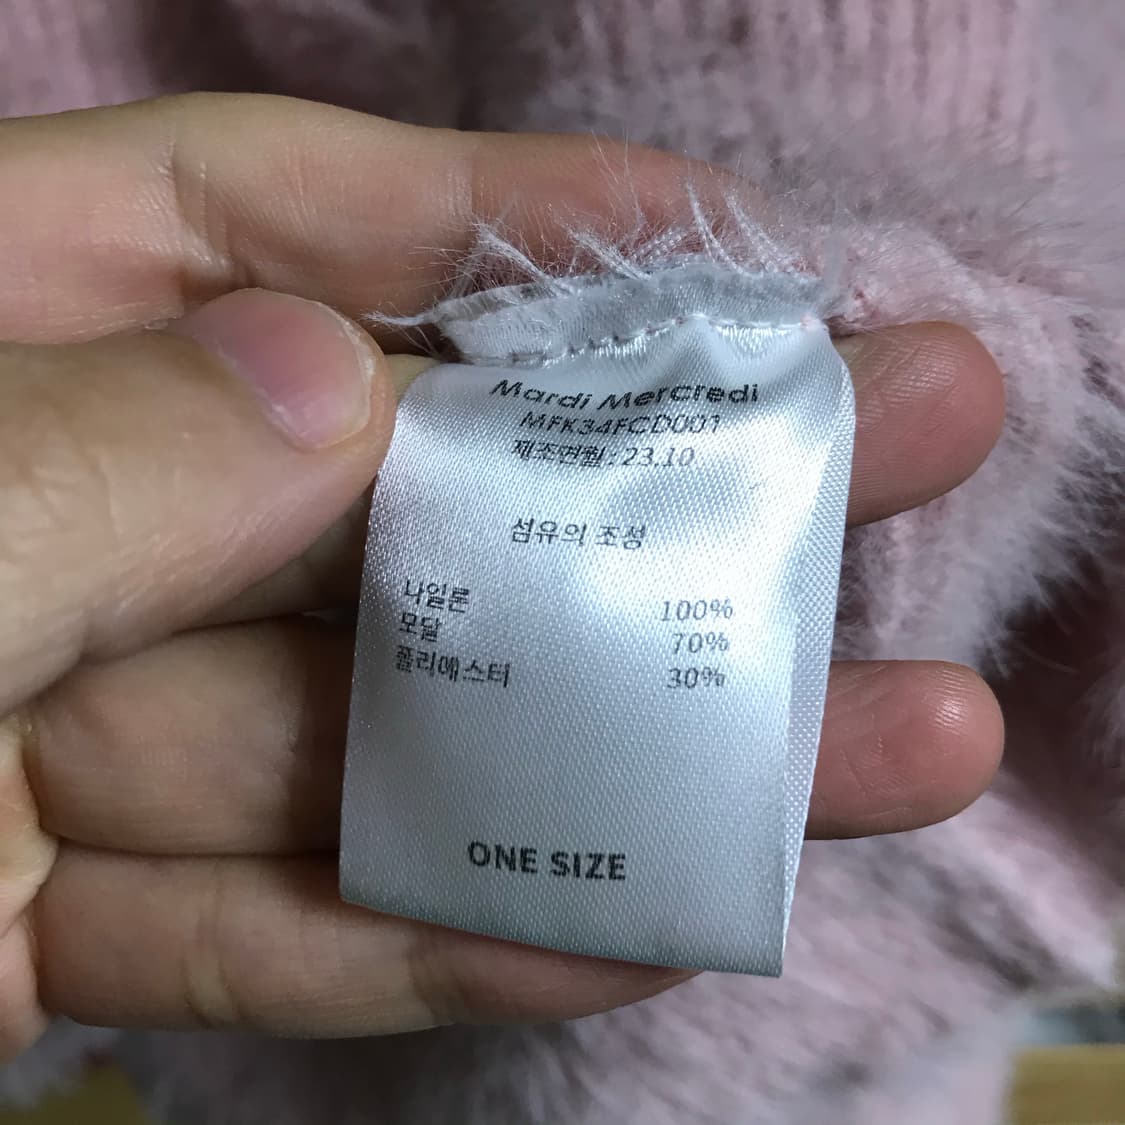 Mardi Mercredi
MFK34FCD001
제조연월 : 23.10
섬유의 조성
나일론 100%
모달 70%
폴리에스터 30%
ONE SIZE